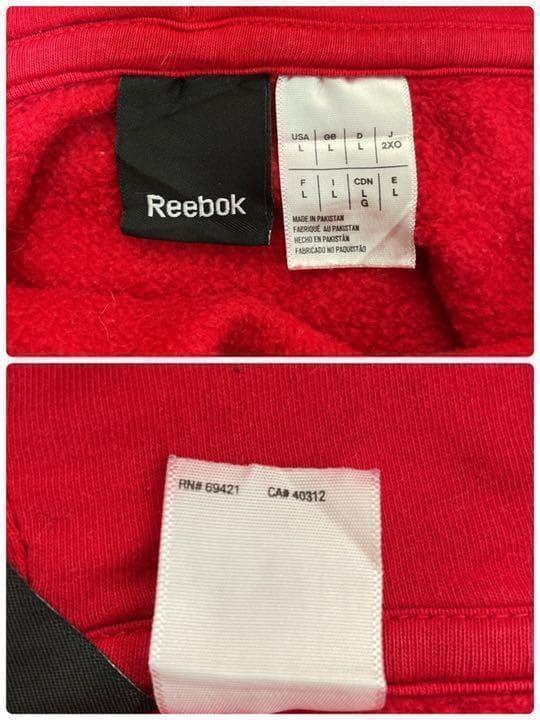 Reebok
USA GB D J
L L L 2XO
F I CDN E
L L L L
G
MADE IN PAKISTAN
FABRIQUÉ AU PAKISTAN
HECHO EN PAKISTÁN
FABRICADO NO PAQUISTÃO
RN# 69421 CA# 40312